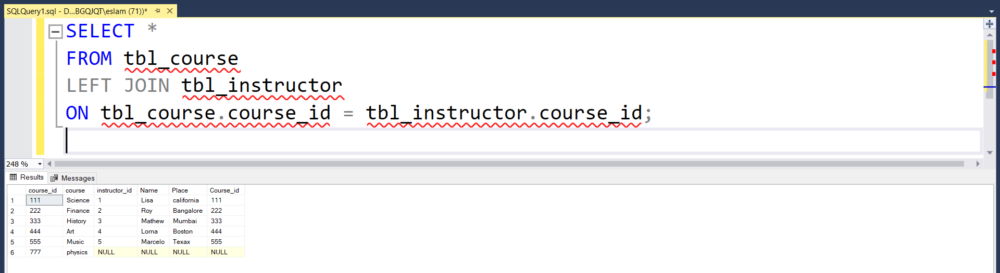 SQLQuery1.sql - D...BGQJQT\eslam (71))*
SELECT *
FROM tbl_course
LEFT JOIN tbl_instructor
ON tbl_course.course_id = tbl_instructor.course_id;
248 %
Results Messages
course_id course instructor_id Name Place Course_id
1 111 Science 1 Lisa california 111
2 222 Finance 2 Roy Bangalore 222
3 333 History 3 Mathew Mumbai 333
4 444 Art 4 Lorna Boston 444
5 555 Music 5 Marcelo Texax 555
6 777 physics NULL NULL NULL NULL